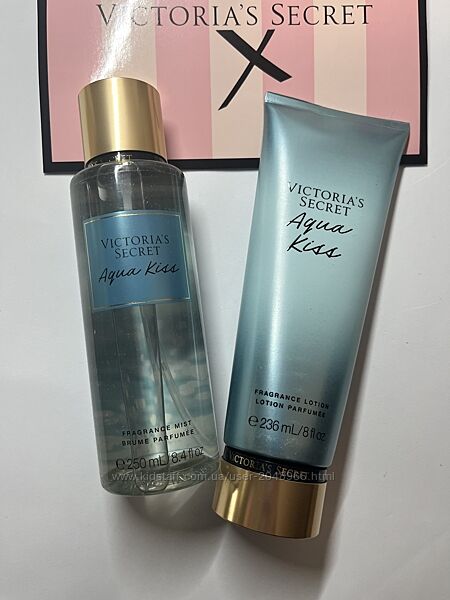 VICTORIA'S SECRET
X
VICTORIA'S
SECRET
Aqua Kiss
FRAGRANCE MIST
BRUME PARFUMÉE
℮ 250 mL/8.4 fl oz
VICTORIA'S
SECRET
Aqua
Kiss
FRAGRANCE LOTION
LOTION PARFUMÉE
℮ 236 mL/8 fl oz
VICTORIA'S SECRET